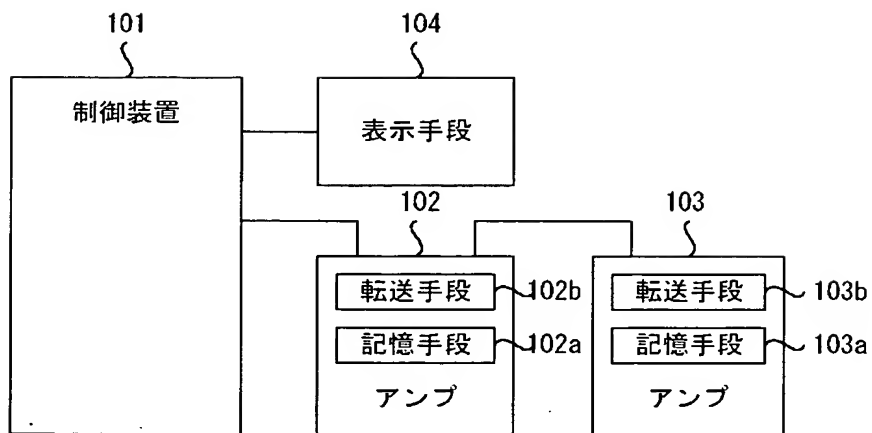 101
104
制御装置
表示手段
102
103
転送手段
102b
転送手段
103b
記憶手段
102a
記憶手段
103a
アンプ
アンプ